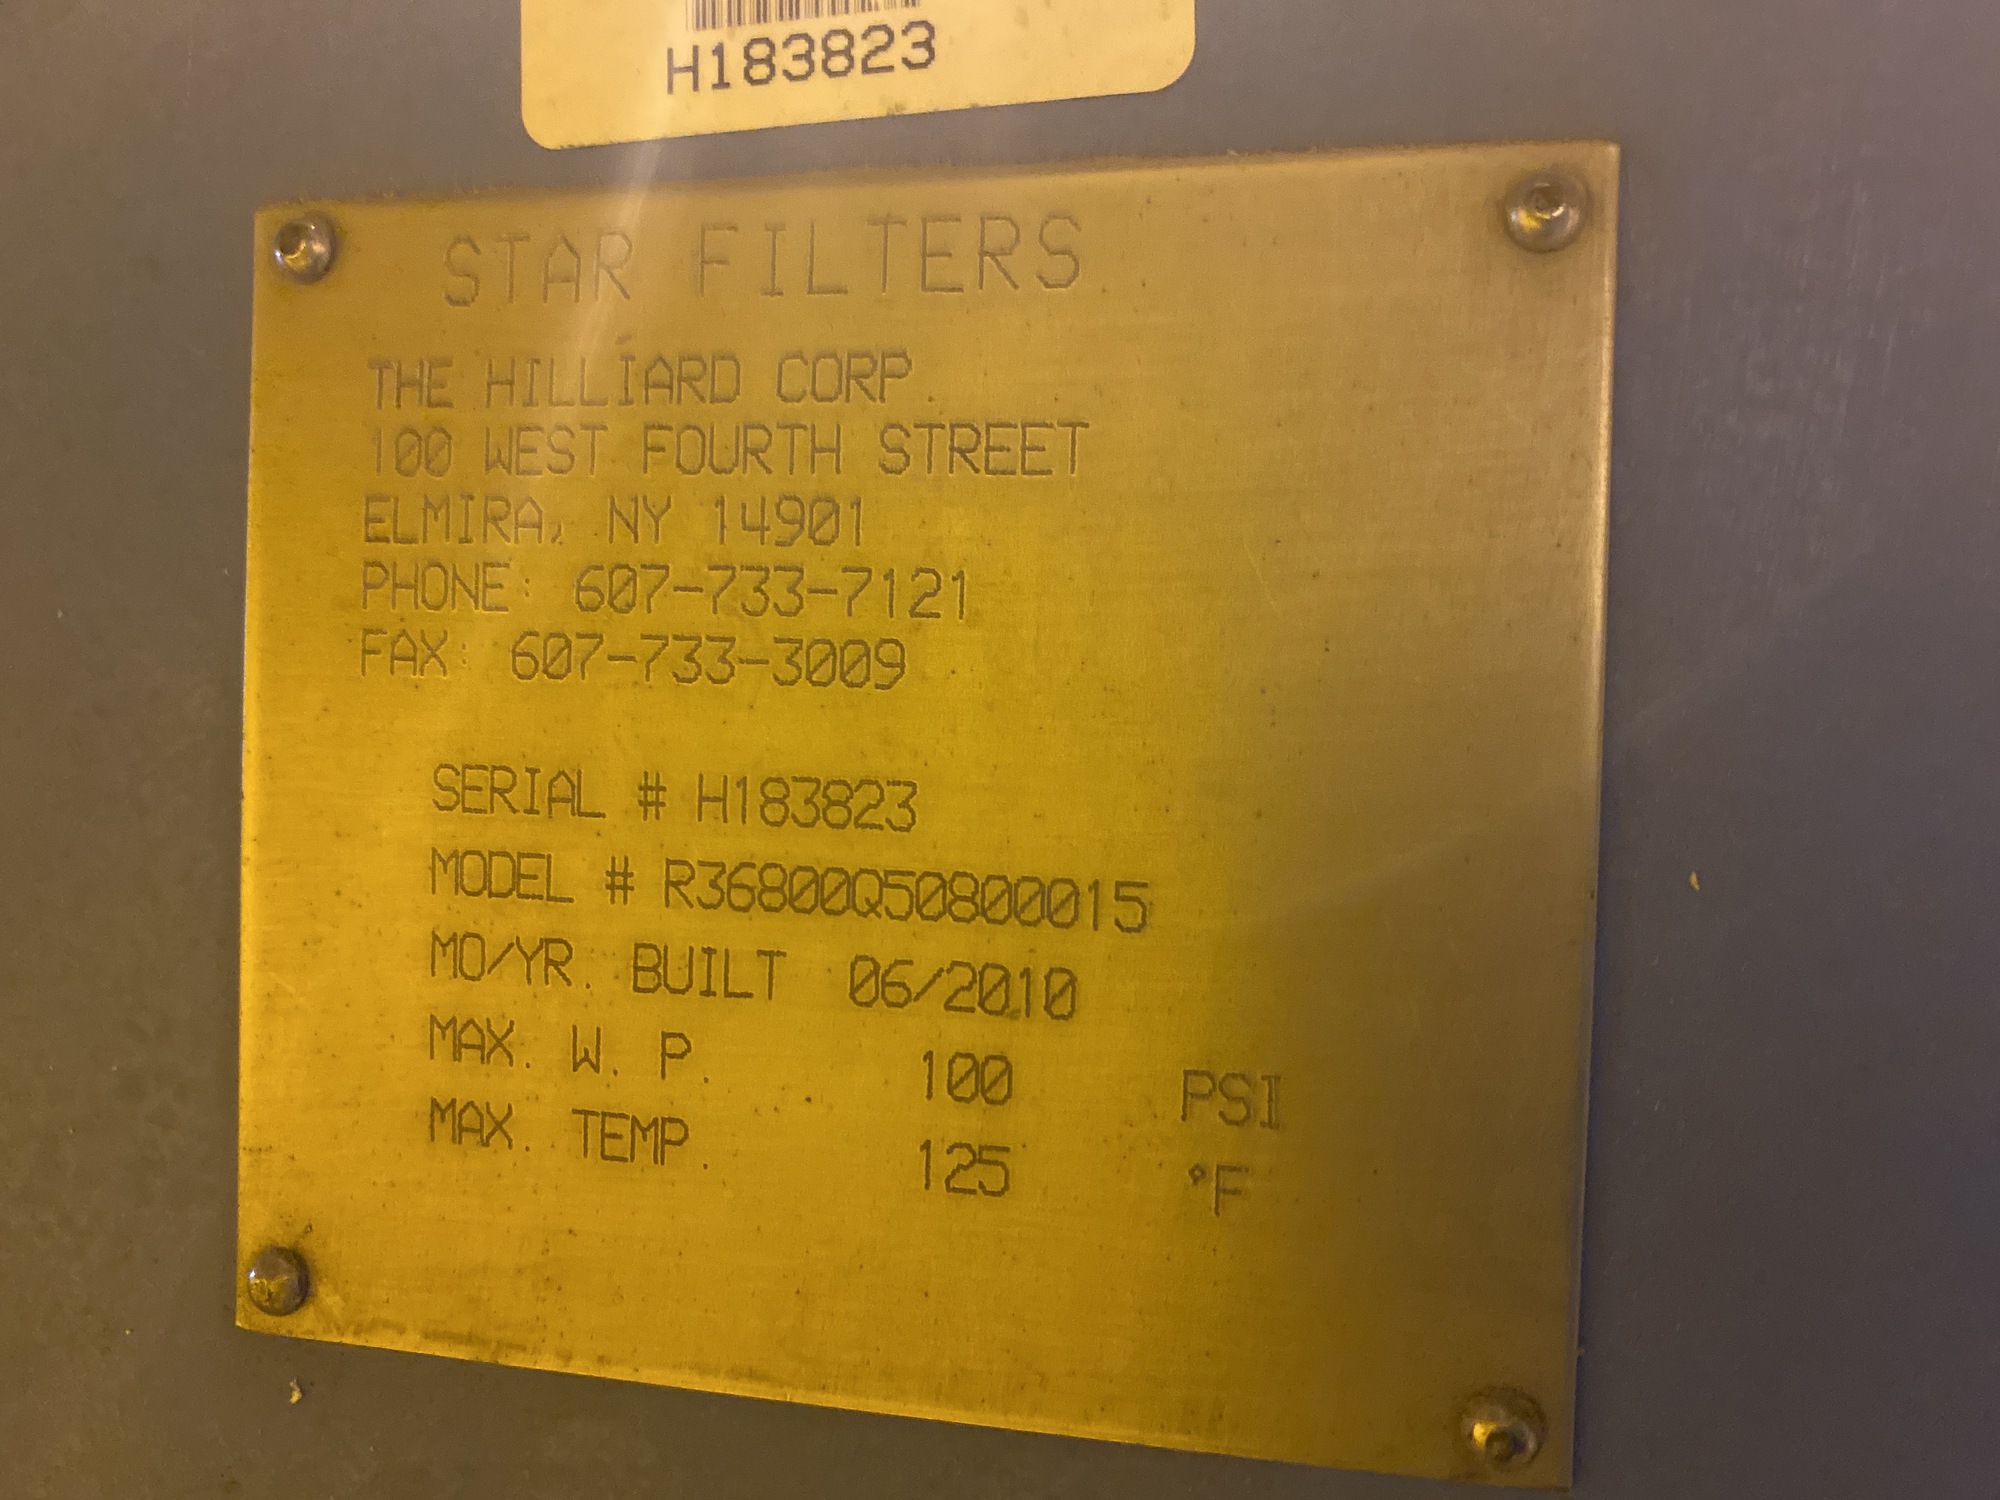 H183823
STAR FILTERS
THE HILLIARD CORP.
100 WEST FOURTH STREET
ELMIRA, NY 14901
PHONE: 607-733-7121
FAX: 607-733-3009
SERIAL # H183823
MODEL # R36800Q50800015
MO/YR. BUILT 06/2010
MAX. W. P. 100 PSI
MAX. TEMP. 125 °F